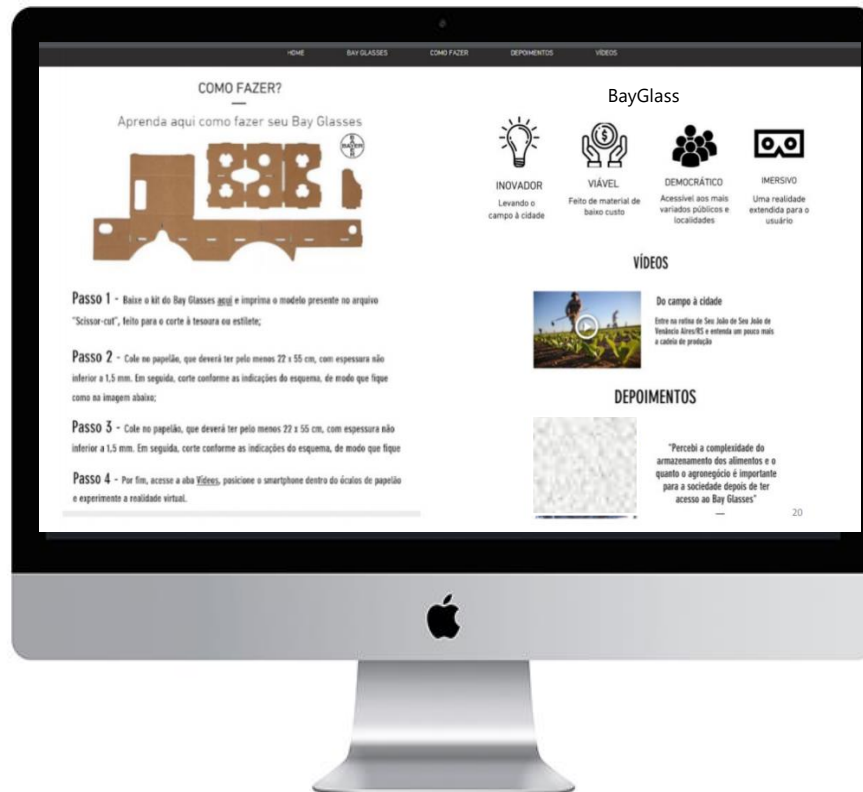 HOME BAY GLASSES COMO FAZER DEPOIMENTOS VÍDEOS
COMO FAZER?
Aprenda aqui como fazer seu Bay Glasses
BAYER
BAYER
Passo 1 - Baixe o kit do Bay Glasses aqui e imprima o modelo presente no arquivo
"Scissor-cut", feito para o corte à tesoura ou estilete;
Passo 2 - Cole no papelão, que deverá ter pelo menos 22 x 55 cm, com espessura não
inferior a 1,5 mm. Em seguida, corte conforme as indicações do esquema, de modo que fique
como na imagem abaixo;
Passo 3 - Cole no papelão, que deverá ter pelo menos 22 x 55 cm, com espessura não
inferior a 1,5 mm. Em seguida, corte conforme as indicações do esquema, de modo que fique
Passo 4 - Por fim, acesse a aba Vídeos, posicione o smartphone dentro do óculos de papelão
e experimente a realidade virtual.
BayGlass
INOVADOR
Levando o
campo à cidade
VIÁVEL
Feito de material de
baixo custo
DEMOCRÁTICO
Acessível aos mais
variados públicos e
localidades
IMERSIVO
Uma realidade
extendida para o
usuário
VÍDEOS
Do campo à cidade
Entre na rotina de Seu João de Seu João de
Venâncio Aires/RS e entenda um pouco mais
a cadeia de produção
DEPOIMENTOS
"Percebi a complexidade do
armazenamento dos alimentos e o
quanto o agronegócio é importante
para a sociedade depois de ter
acesso ao Bay Glasses"
20